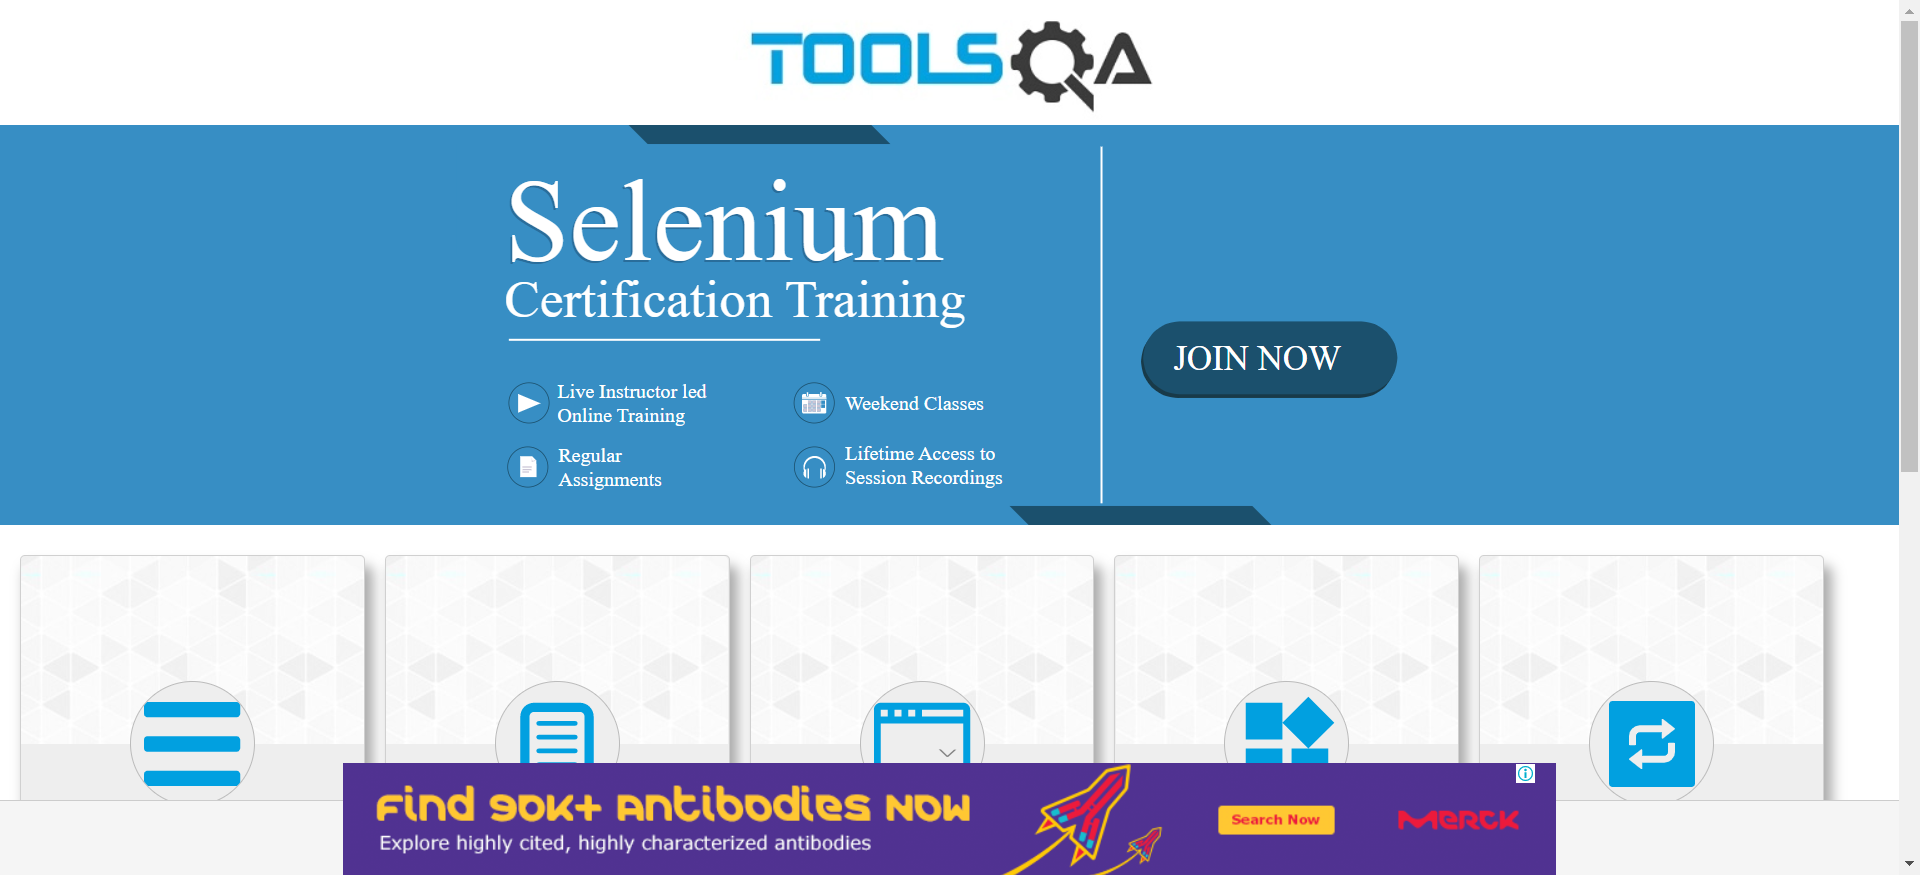 TOOLSQA
Selenium
Certification Training
JOIN NOW
Live Instructor led
Online Training
Weekend Classes
Regular
Assignments
Lifetime Access to
Session Recordings
Find 90K+ Antibodies Now
Explore highly cited, highly characterized antibodies
Search Now
MERCK